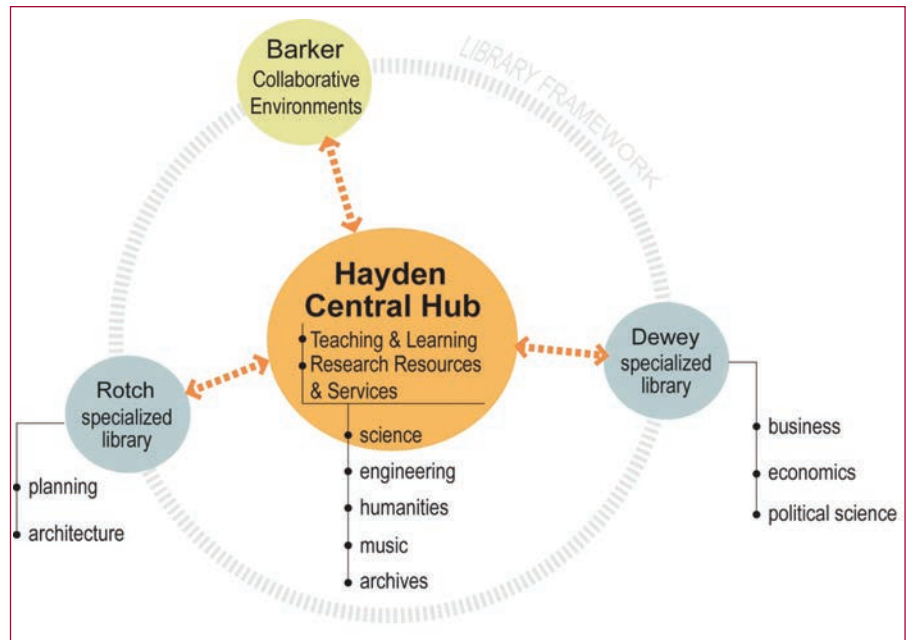 Barker
Collaborative
Environments
LIBRARY FRAMEWORK
Hayden
Central Hub
Teaching & Learning
Research Resources
& Services
science
engineering
humanities
music
archives
Rotch
specialized
library
planning
architecture
Dewey
specialized
library
business
economics
political science